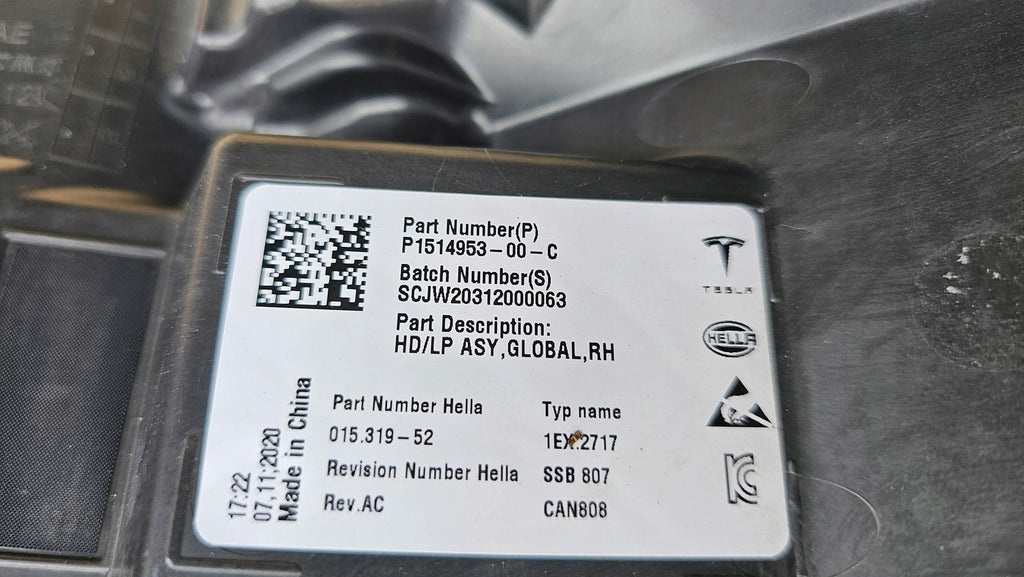 Part Number(P)
P1514953-00-C
Batch Number(S)
SCJW20312000063
Part Description:
HD/LP ASY,GLOBAL,RH
TESLA
HELLA
Part Number Hella
015.319-52
Revision Number Hella
Rev.AC
Typ name
1EX.2717
SSB 807
CAN808
17:22
07.11.2020
Made in China